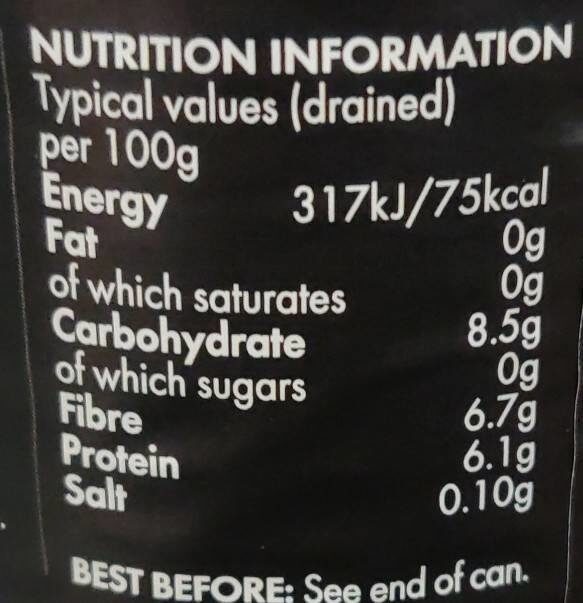 NUTRITION INFORMATION
Typical values (drained)
per 100g
Energy 317kJ/75kcal
Fat 0g
of which saturates 0g
Carbohydrate 8.5g
of which sugars 0g
Fibre 6.7g
Protein 6.1g
Salt 0.10g
BEST BEFORE: See end of can.